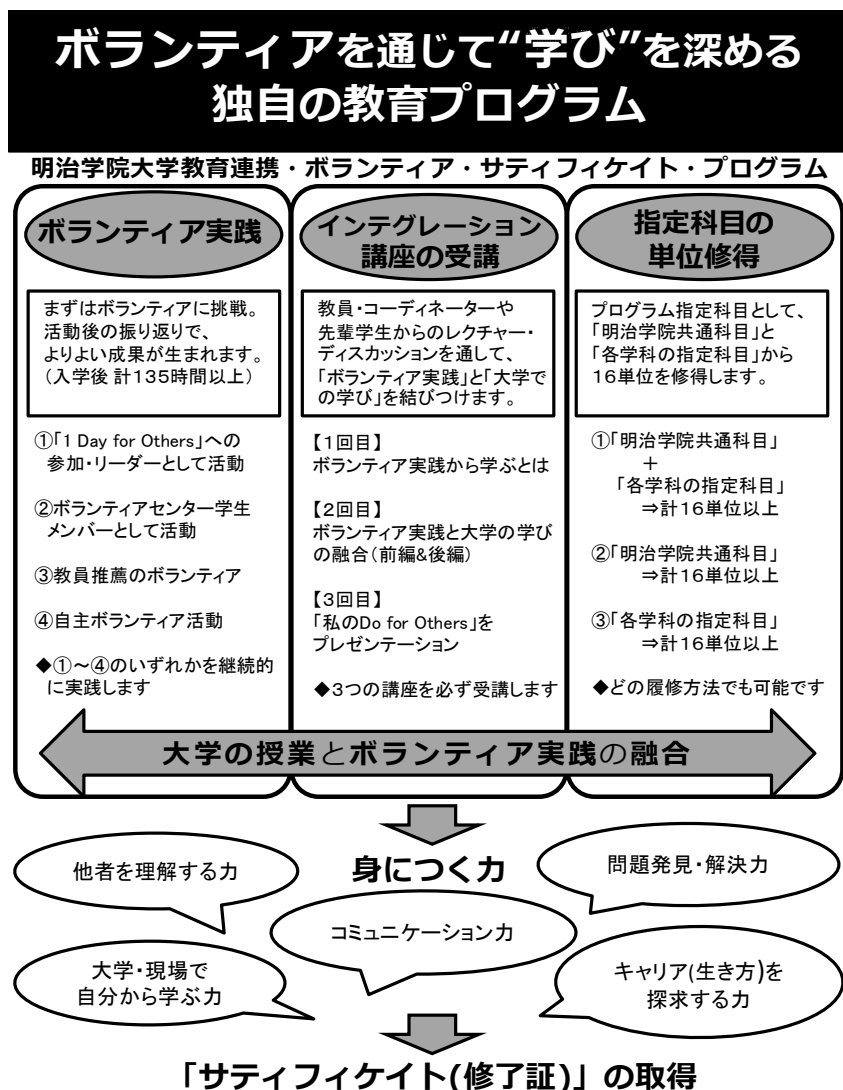 ボランティアを通じて“学び”を深める
独自の教育プログラム
明治学院大学教育連携・ボランティア・サティフィケイト・プログラム
ボランティア実践
まずはボランティアに挑戦。
活動後の振り返りで、
よりよい成果が生まれます。
(入学後 計135時間以上)
①「1 Day for Others」への
参加・リーダーとして活動
②ボランティアセンター学生
メンバーとして活動
③教員推薦のボランティア
④自主ボランティア活動
◆①～④のいずれかを継続的
に実践します
インテグレーション
講座の受講
教員・コーディネーターや
先輩学生からのレクチャー・
ディスカッションを通して、
「ボランティア実践」と「大学で
の学び」を結びつけます。
【1回目】
ボランティア実践から学ぶとは
【2回目】
ボランティア実践と大学の学び
の融合(前編&後編)
【3回目】
「私のDo for Others」を
プレゼンテーション
◆3つの講座を必ず受講します
指定科目の
単位修得
プログラム指定科目として、
「明治学院共通科目」と
「各学科の指定科目」から
16単位を修得します。
①「明治学院共通科目」
＋
「各学科の指定科目」
⇒計16単位以上
②「明治学院共通科目」
⇒計16単位以上
③「各学科の指定科目」
⇒計16単位以上
◆どの履修方法でも可能です
大学の授業とボランティア実践の融合
身につく力
他者を理解する力
問題発見・解決力
コミュニケーション力
大学・現場で
自分から学ぶ力
キャリア(生き方)を
探求する力
「サティフィケイト(修了証)」の取得